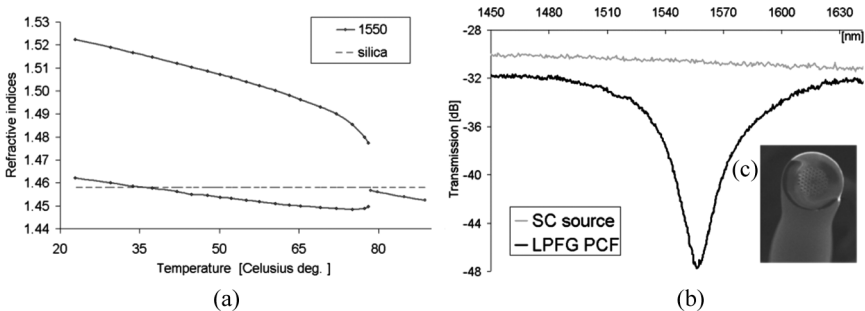 1.53
1.52
1.51
1.50
1.49
1.48
1.47
1.46
1.45
1.44
Refractive indices
1550
silica
20 35 50 65 80
Temperature [Celusius deg. ]
(a)
1450 1480 1510 1540 1570 1600 1630
[nm]
-28
-32
-36
-40
-44
-48
Transmission [dB]
SC source
LPFG PCF
(c)
(b)